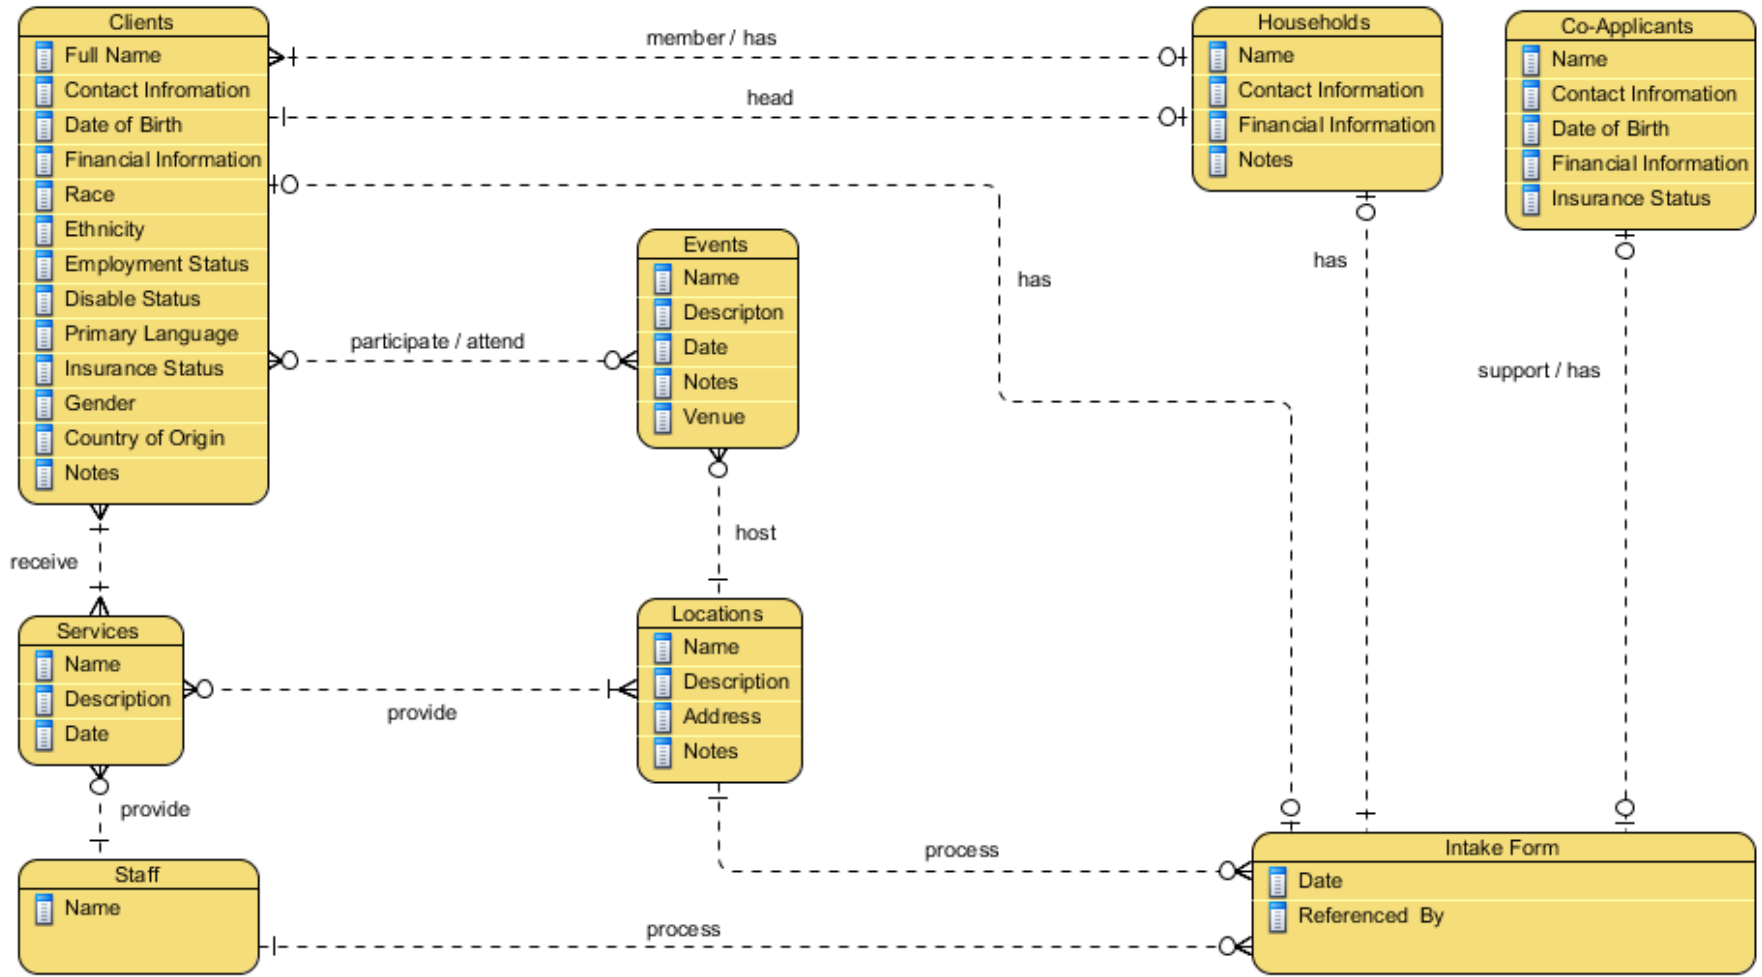 Clients
Full Name
Contact Infromation
Date of Birth
Financial Information
Race
Ethnicity
Employment Status
Disable Status
Primary Language
Insurance Status
Gender
Country of Origin
Notes
member / has
head
Households
Name
Contact Information
Financial Information
Notes
Co-Applicants
Name
Contact Infromation
Date of Birth
Financial Information
Insurance Status
Events
Name
Descripton
Date
Notes
Venue
participate / attend
has
has
support / has
host
receive
Services
Name
Description
Date
provide
Locations
Name
Description
Address
Notes
provide
Staff
Name
process
process
Intake Form
Date
Referenced By